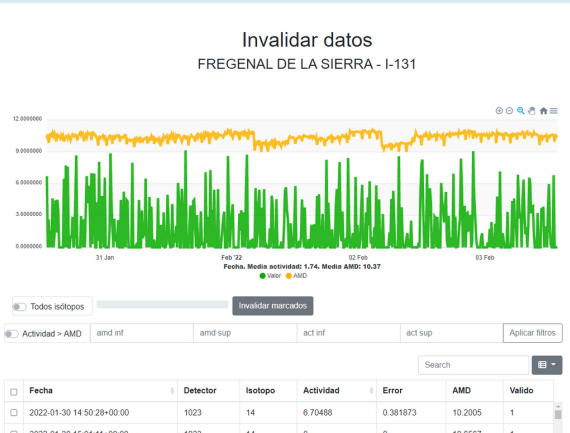 Invalidar datos
FREGENAL DE LA SIERRA - I-131
12.0000000
9.0000000
6.0000000
3.0000000
0.0000000
31 Jan Feb '22 02 Feb 03 Feb
Fecha. Media actividad: 1.74. Media AMD: 10.37
Valor AMD
Todos isótopos Invalidar marcados
Actividad > AMD amd inf amd sup act inf act sup Aplicar filtros
Search
Fecha Detector Isotopo Actividad Error AMD Valido
2022-01-30 14:50:28+00:00 1023 14 6.70488 0.381873 10.2005 1